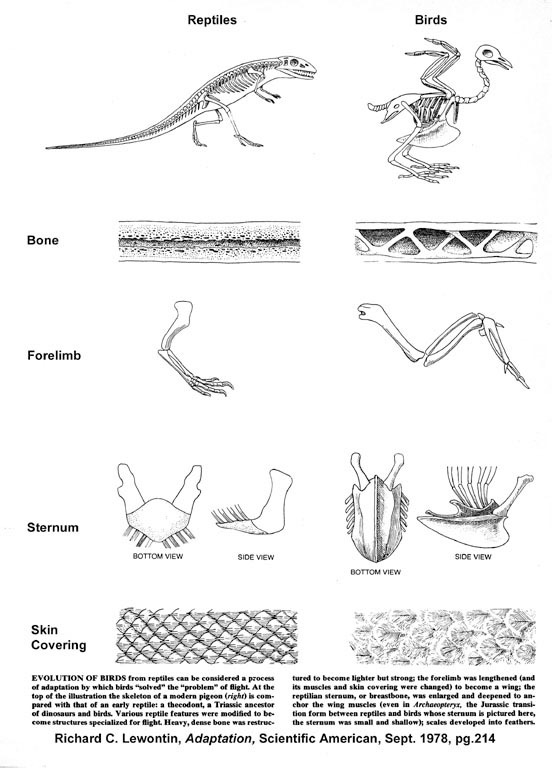 Reptiles Birds
Bone
Forelimb
Sternum
BOTTOM VIEW SIDE VIEW
BOTTOM VIEW SIDE VIEW
Skin
Covering
EVOLUTION OF BIRDS from reptiles can be considered a process
of adaptation by which birds “solved” the “problem” of flight. At the
top of the illustration the skeleton of a modern pigeon (right) is com-
pared with that of an early reptile: a thecodont, a Triassic ancestor
of dinosaurs and birds. Various reptile features were modified to be-
come structures specialized for flight. Heavy, dense bone was restruc-
tured to become lighter but strong; the forelimb was lengthened (and
its muscles and skin covering were changed) to become a wing; the
reptilian sternum, or breastbone, was enlarged and deepened to an-
chor the wing muscles (even in Archaeopteryx, the Jurassic transi-
tion form between reptiles and birds whose sternum is pictured here,
the sternum was small and shallow); scales developed into feathers.
Richard C. Lewontin, Adaptation, Scientific American, Sept. 1978, pg.214